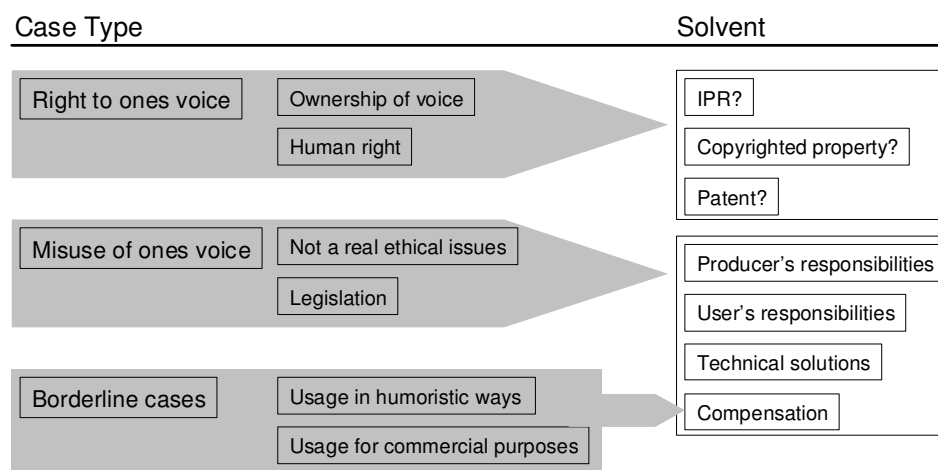 Case Type
Solvent
Right to ones voice
Ownership of voice
Human right
IPR?
Copyrighted property?
Patent?
Misuse of ones voice
Not a real ethical issues
Legislation
Producer's responsibilities
User's responsibilities
Technical solutions
Compensation
Borderline cases
Usage in humoristic ways
Usage for commercial purposes